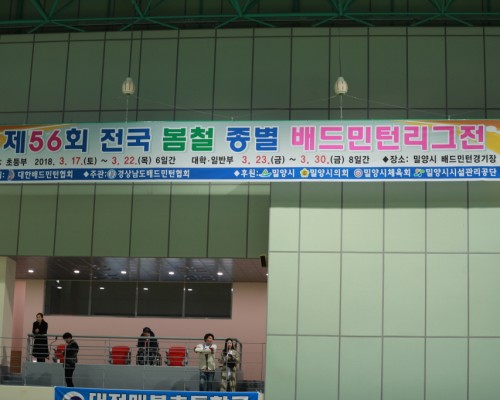 제56회 전국 봄철 종별 배드민턴리그전
: 초등부 2018. 3. 17.(토) ~ 3. 22.(목) 6일간 대학·일반부 3. 23.(금) ~ 3. 30.(금) 8일간 ◆장소: 밀양시 배드민턴경기장
: 대한배드민턴협회 ◆주관: 경상남도배드민턴협회 ◆후원: 밀양시 밀양시의회 밀양시체육회 밀양시시설관리공단